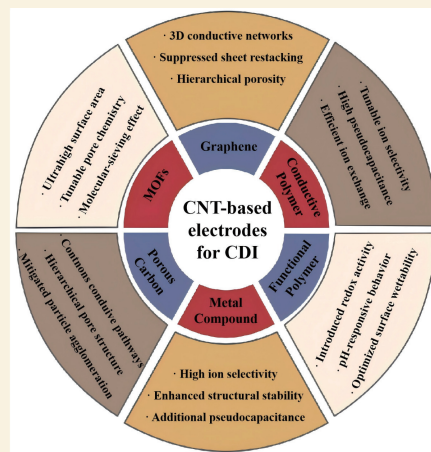 · 3D conductive networks
· Suppressed sheet restacking
· Hierarchical porosity
Graphene
· Tunable ion selectivity
· High pseudocapacitance
· Efficient ion exchange
Conductive
Polymer
· Introduced redox activity
· pH-responsive behavior
· Optimized surface wettability
Functional
Polymer
· High ion selectivity
· Enhanced structural stability
· Additional pseudocapacitance
Metal
Compound
· Continous conduive pathways
· Hierarchical pore structure
· Mitigated particle agglomeration
Porous
Carbon
· Ultrahigh surface area
· Tunable pore chemistry
· Molecular-sieving effect
MOFs
CNT-based
electrodes
for CDI